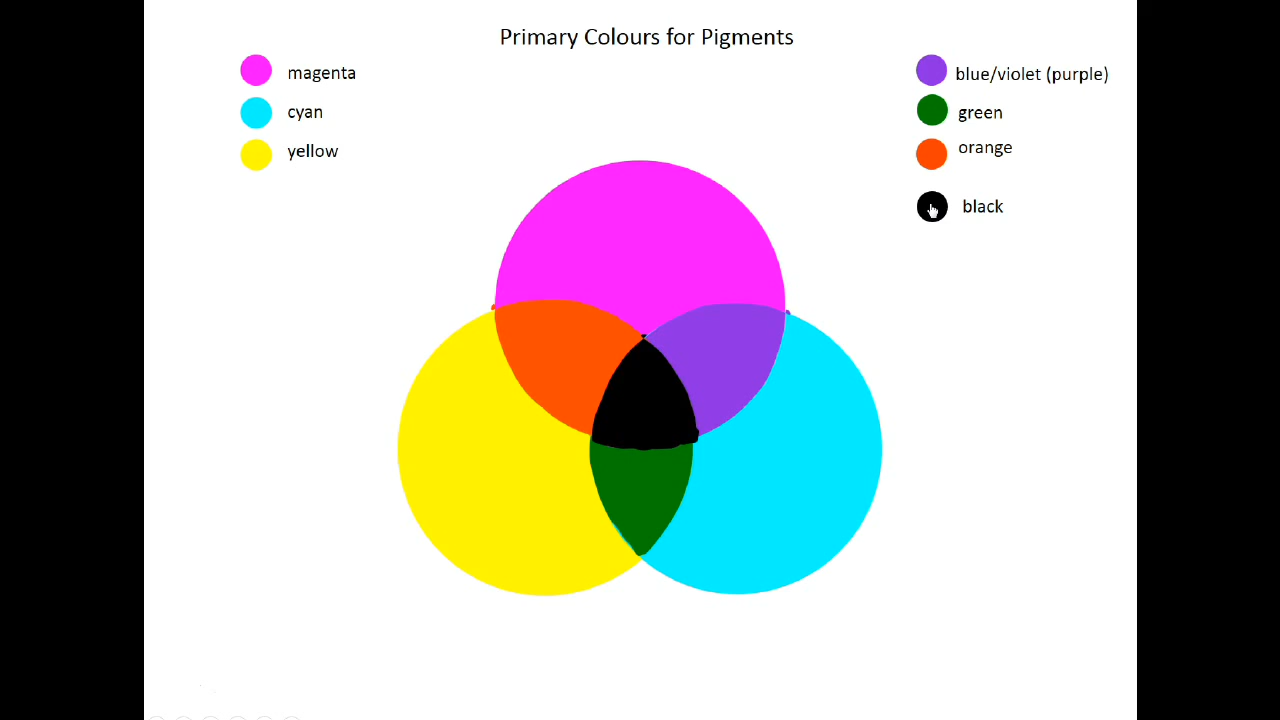 Primary Colours for Pigments
magenta
cyan
yellow
blue/violet (purple)
green
orange
black